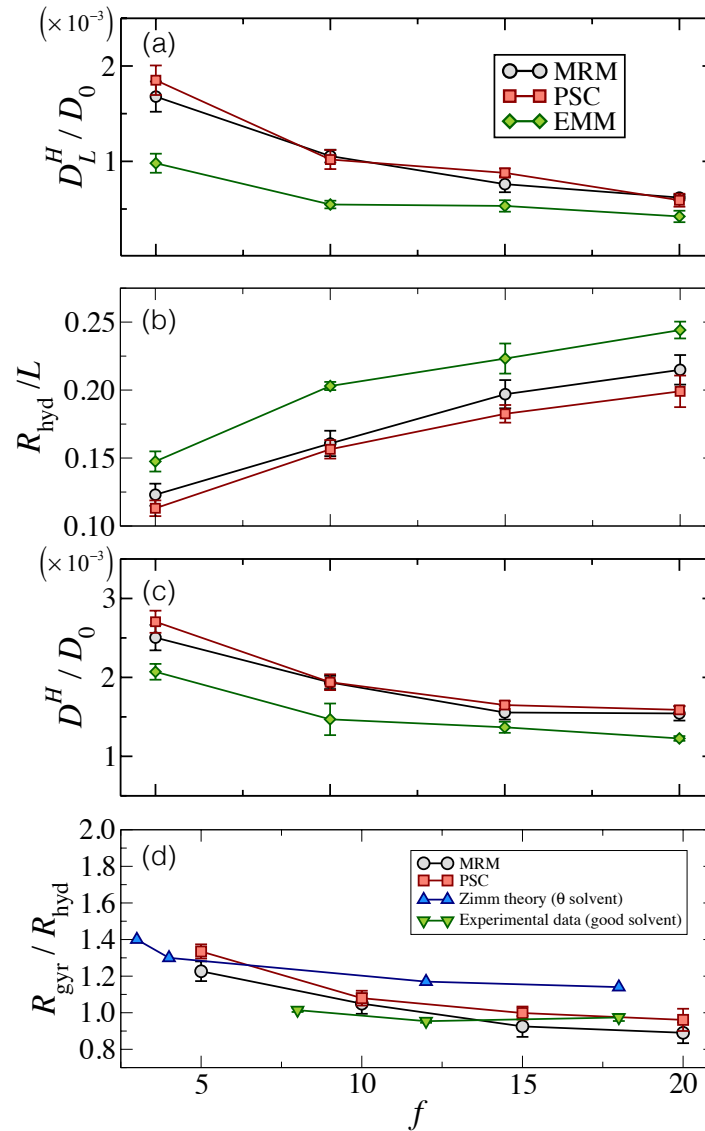 (× 10⁻³)
(a)
2
1
D_L^H / D_0
MRM
PSC
EMM
(b)
0.25
0.20
0.15
0.10
R_hyd /L
(× 10⁻³)
(c)
3
2
1
D^H / D_0
(d)
2.0
1.8
1.6
1.4
1.2
1.0
0.8
R_gyr / R_hyd
MRM
PSC
Zimm theory (θ solvent)
Experimental data (good solvent)
5 10 15 20
f